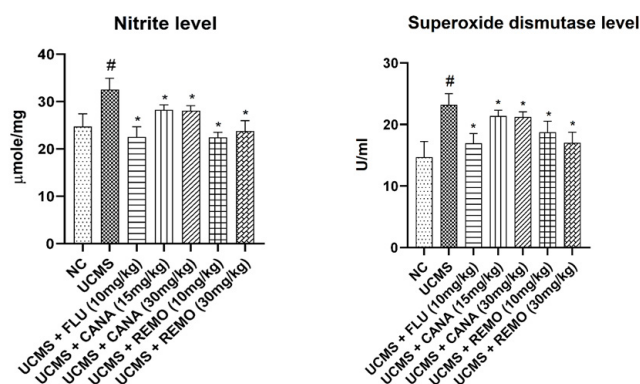 Nitrite level
μmole/mg
40
30
20
10
0
#
*
*
*
*
*
NC
UCMS
UCMS + FLU (10mg/kg)
UCMS + CANA (15mg/kg)
UCMS + CANA (30mg/kg)
UCMS + REMO (10mg/kg)
UCMS + REMO (30mg/kg)
Superoxide dismutase level
U/ml
30
20
10
0
#
*
*
*
*
*
NC
UCMS
UCMS + FLU (10mg/kg)
UCMS + CANA (15mg/kg)
UCMS + CANA (30mg/kg)
UCMS + REMO (10mg/kg)
UCMS + REMO (30mg/kg)